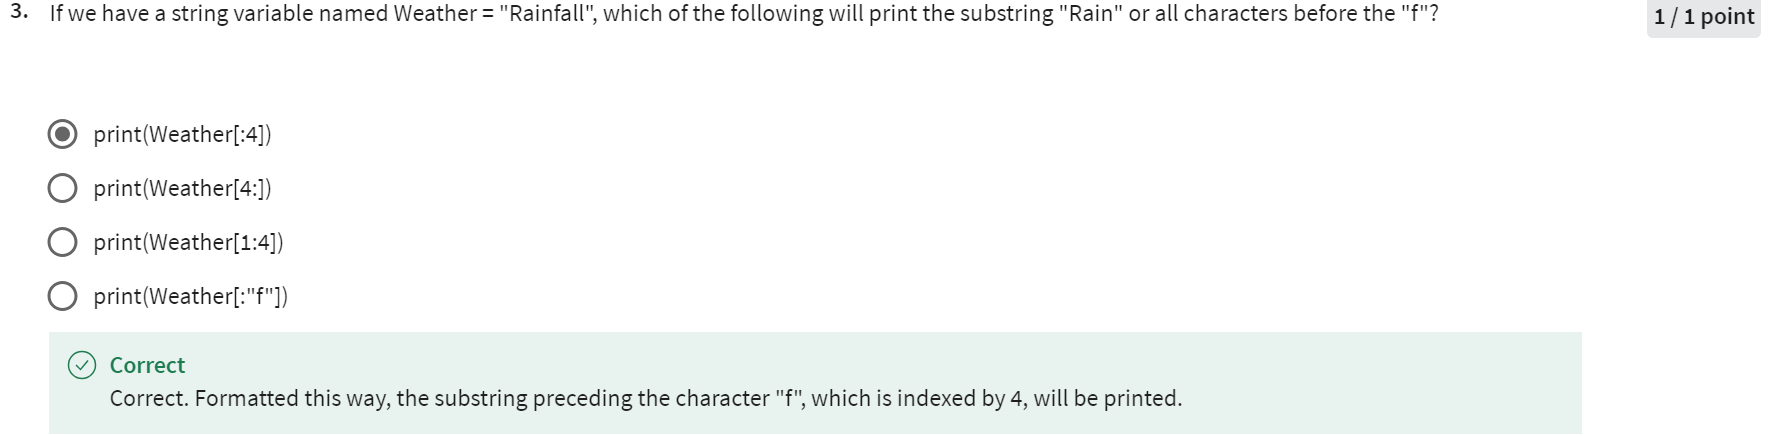 3. If we have a string variable named Weather = "Rainfall", which of the following will print the substring "Rain" or all characters before the "f"?
1 / 1 point
print(Weather[:4])
print(Weather[4:])
print(Weather[1:4])
print(Weather[:"f"])
Correct
Correct. Formatted this way, the substring preceding the character "f", which is indexed by 4, will be printed.